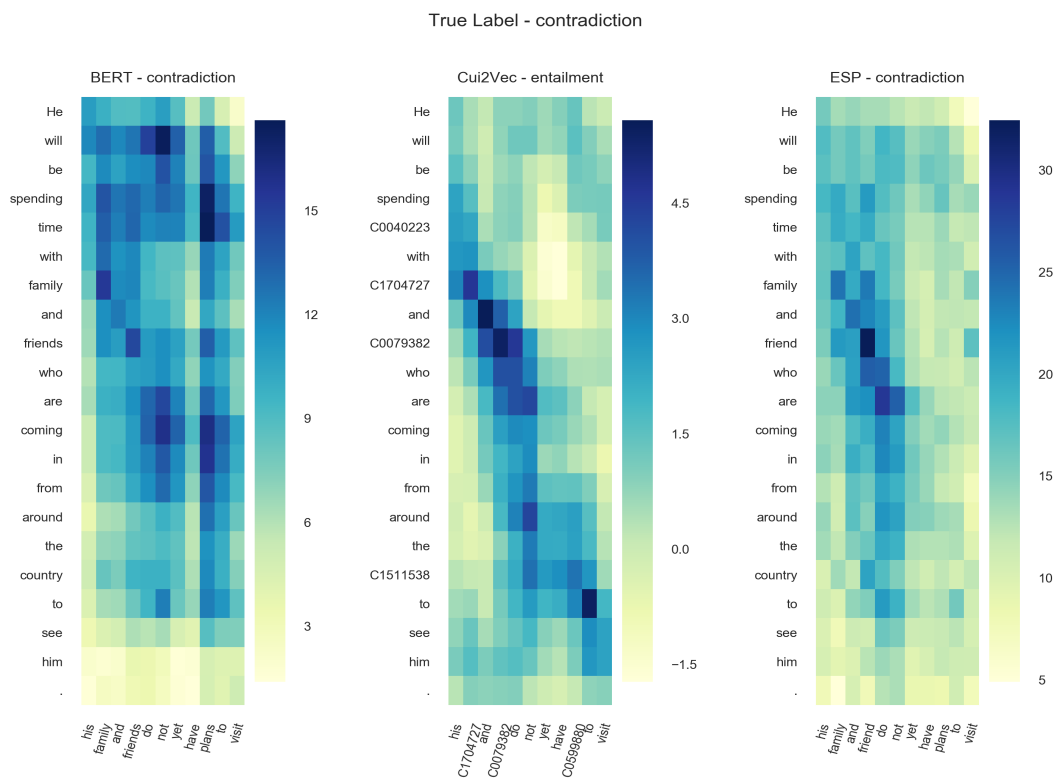 True Label - contradiction
BERT - contradiction
He
will
be
spending
time
with
family
and
friends
who
are
coming
in
from
around
the
country
to
see
him
.
his
family
and
friends
do
not
yet
have
plans
to
visit
15
12
9
6
3
Cui2Vec - entailment
He
will
be
spending
C0040223
with
C1704727
and
C0079382
who
are
coming
in
from
around
the
C1511538
to
see
him
.
his
C1704727
and
C0079382
do
not
yet
have
C0599880
to
visit
4.5
3.0
1.5
0.0
−1.5
ESP - contradiction
He
will
be
spending
time
with
family
and
friend
who
are
coming
in
from
around
the
country
to
see
him
.
his
family
and
friend
do
not
yet
have
plans
to
visit
30
25
20
15
10
5